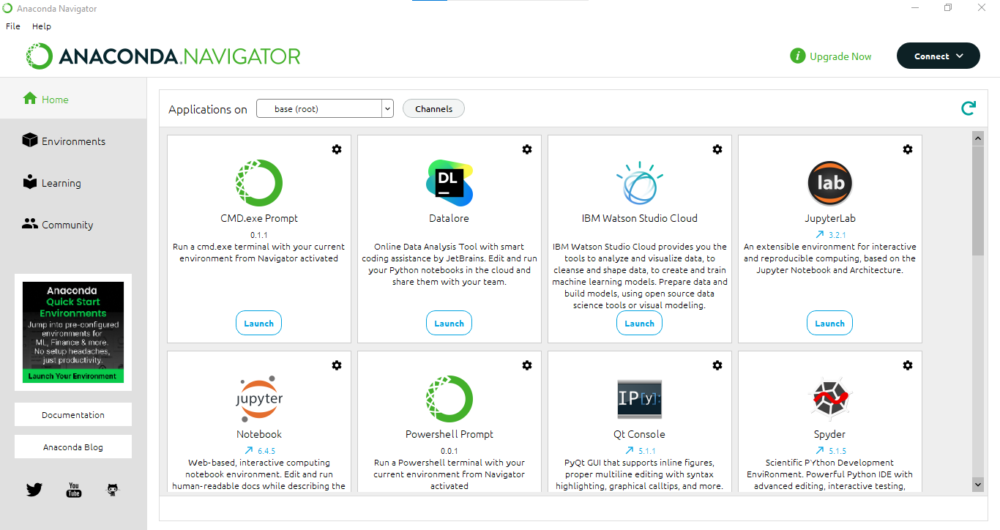 Anaconda Navigator
File Help
ANACONDA.NAVIGATOR
i Upgrade Now
Connect
Home
Environments
Learning
Community
Anaconda
Quick Start
Environments
Jump into pre-configured
environments for
ML, Finance & more.
No setup headaches,
just productivity.
Launch Your Environment
Documentation
Anaconda Blog
You
Tube
Applications on base (root) Channels
CMD.exe Prompt
0.1.1
Run a cmd.exe terminal with your current
environment from Navigator activated
Launch
DL
Datalore
Online Data Analysis Tool with smart
coding assistance by JetBrains. Edit and run
your Python notebooks in the cloud and
share them with your team.
Launch
IBM Watson Studio Cloud
IBM Watson Studio Cloud provides you the
tools to analyze and visualize data, to
cleanse and shape data, to create and train
machine learning models. Prepare data and
build models, using open source data
science tools or visual modeling.
Launch
lab
JupyterLab
3.2.1
An extensible environment for interactive
and reproducible computing, based on the
Jupyter Notebook and Architecture.
Launch
jupyter
Notebook
6.4.5
Web-based, interactive computing
notebook environment. Edit and run
human-readable docs while describing the
Powershell Prompt
0.0.1
Run a Powershell terminal with your
current environment from Navigator
activated
IP[y]:
Qt Console
5.1.1
PyQt GUI that supports inline figures,
proper multiline editing with syntax
highlighting, graphical calltips, and more.
Spyder
5.1.5
Scientific PYthon Development
EnviRonment. Powerful Python IDE with
advanced editing, interactive testing,